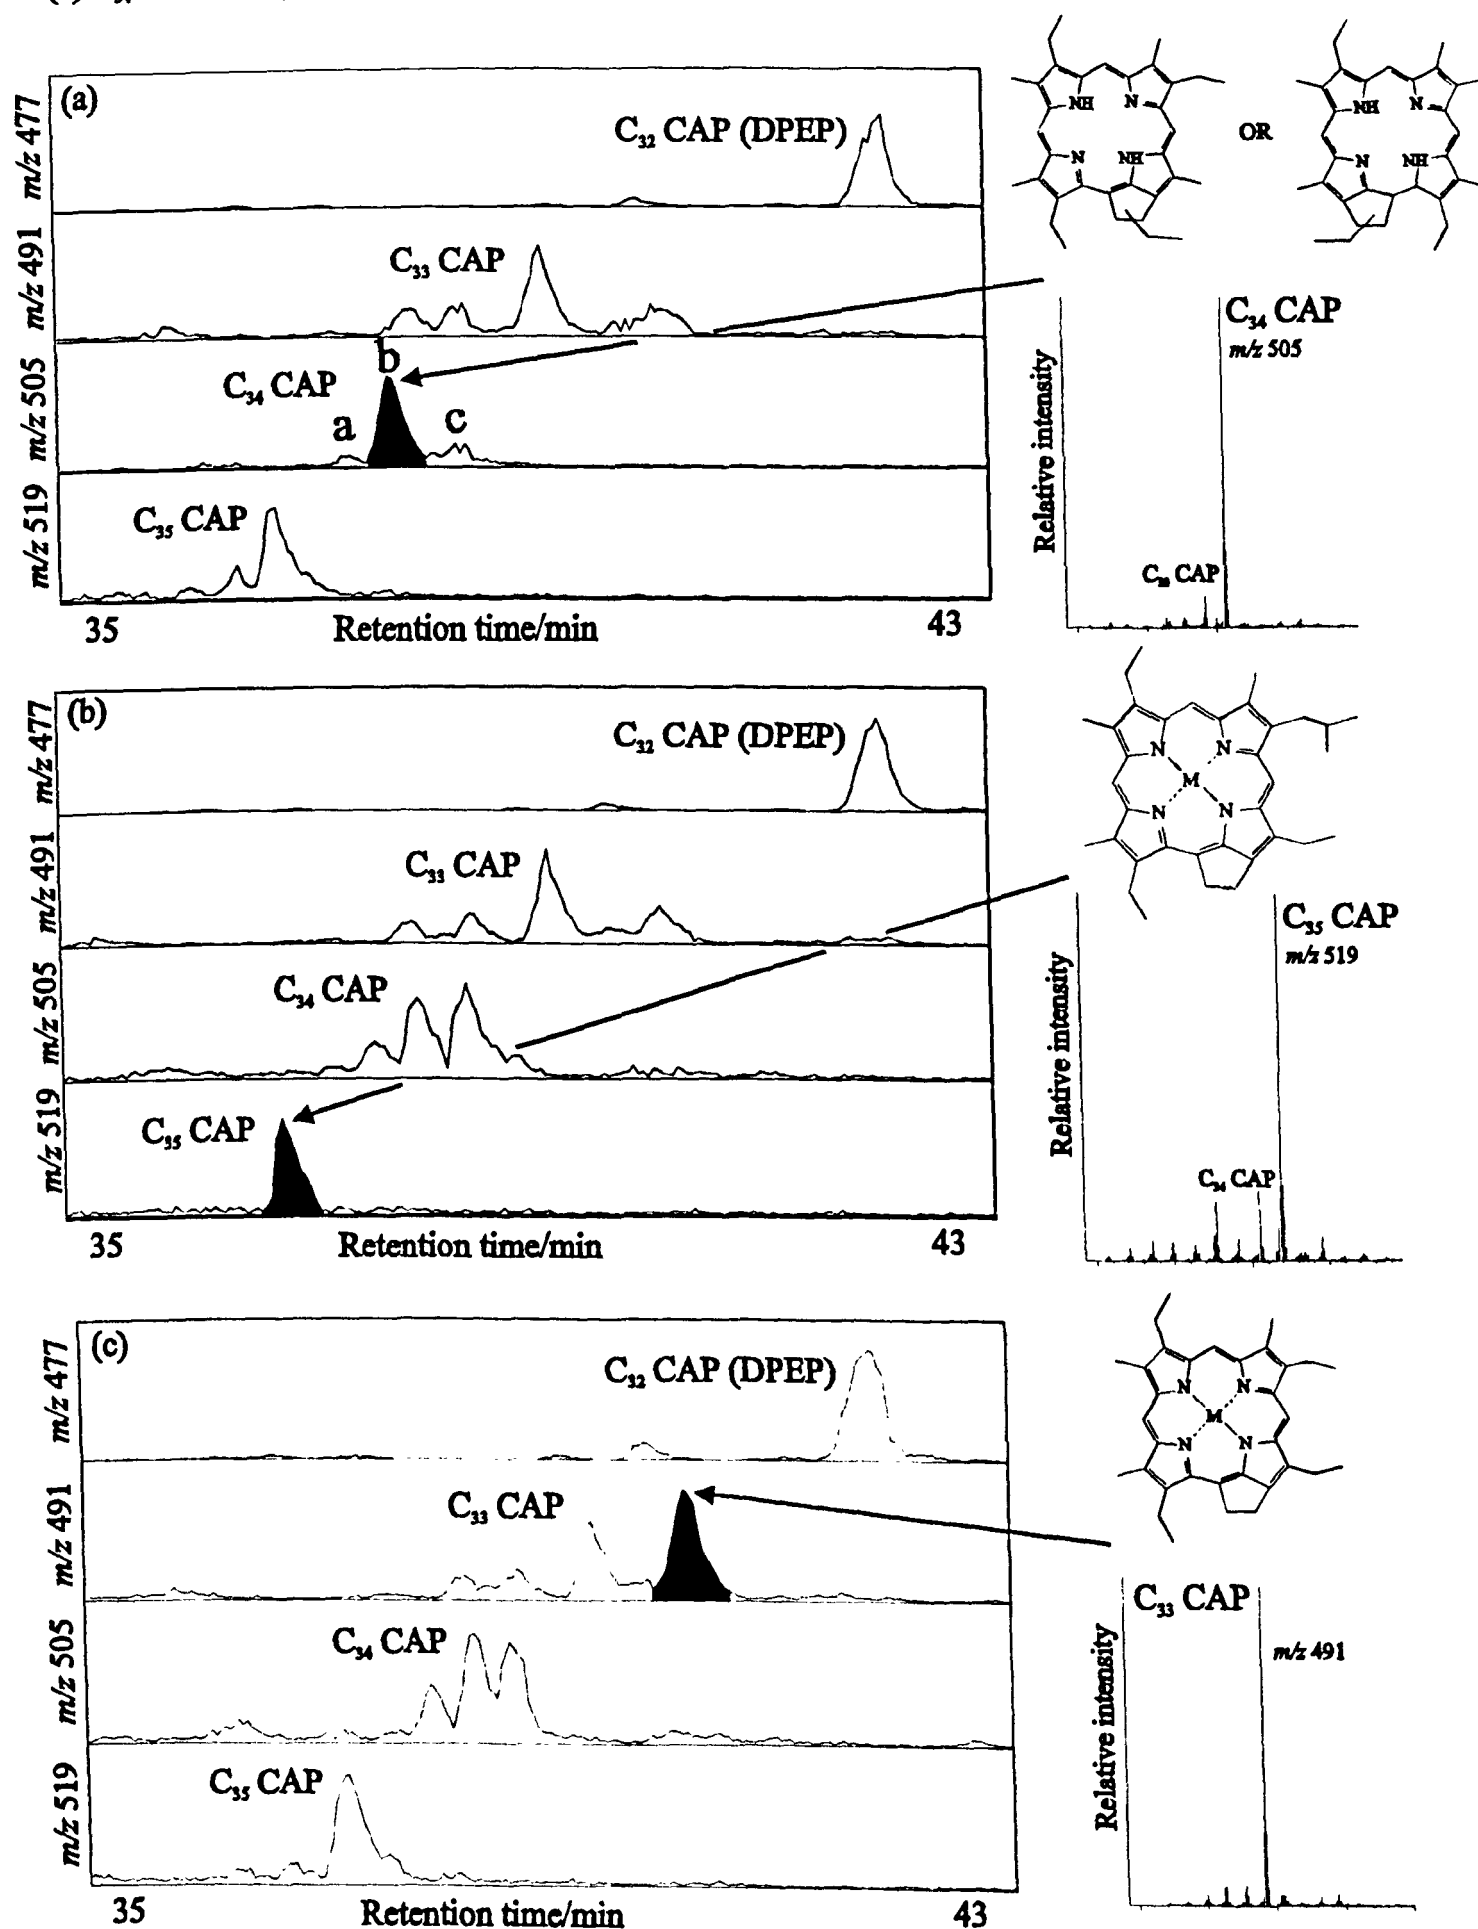 (a)
m/z 477
C₃₂ CAP (DPEP)
m/z 491
C₃₃ CAP
m/z 505
C₃₄ CAP
a
b
c
m/z 519
C₃₅ CAP
35
Retention time/min
43
NH
N
N
NH
OR
NH
N
N
NH
Relative intensity
C₃₄ CAP
m/z 505
CAP
(b)
m/z 477
C₃₂ CAP (DPEP)
m/z 491
C₃₃ CAP
m/z 505
C₃₄ CAP
m/z 519
C₃₅ CAP
35
Retention time/min
43
N
N
M
N
N
Relative intensity
C₃₅ CAP
m/z 519
C₃₄ CAP
(c)
m/z 477
C₃₂ CAP (DPEP)
m/z 491
C₃₃ CAP
m/z 505
C₃₄ CAP
m/z 519
C₃₅ CAP
35
Retention time/min
43
N
N
M
N
N
Relative intensity
C₃₃ CAP
m/z 491